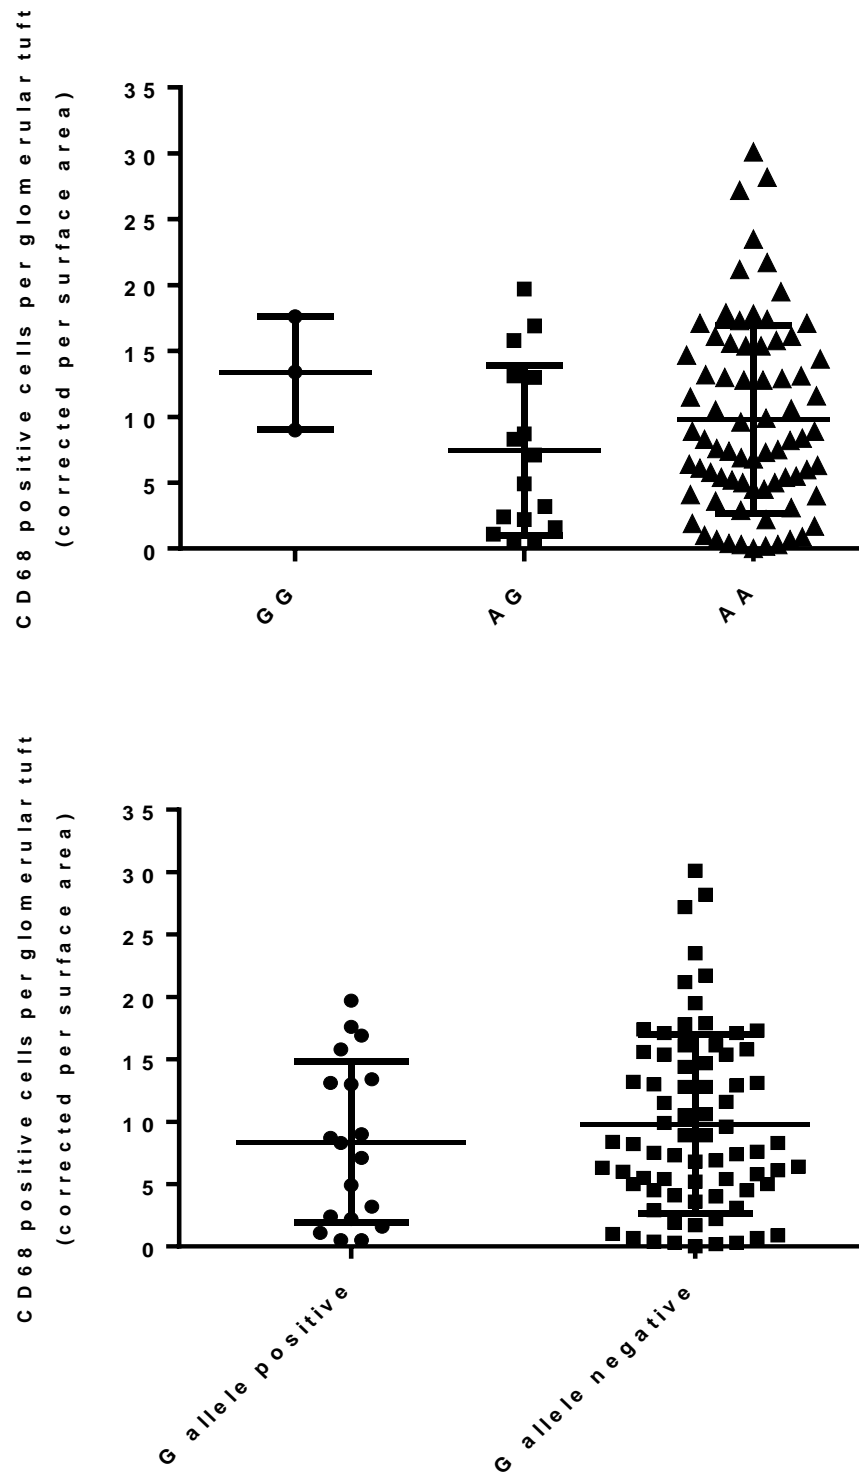 CD68 positive cells per glomerular tuft
(corrected per surface area)
35
30
25
20
15
10
5
0
GG
AG
AA
CD68 positive cells per glomerular tuft
(corrected per surface area)
35
30
25
20
15
10
5
0
G allele positive
G allele negative